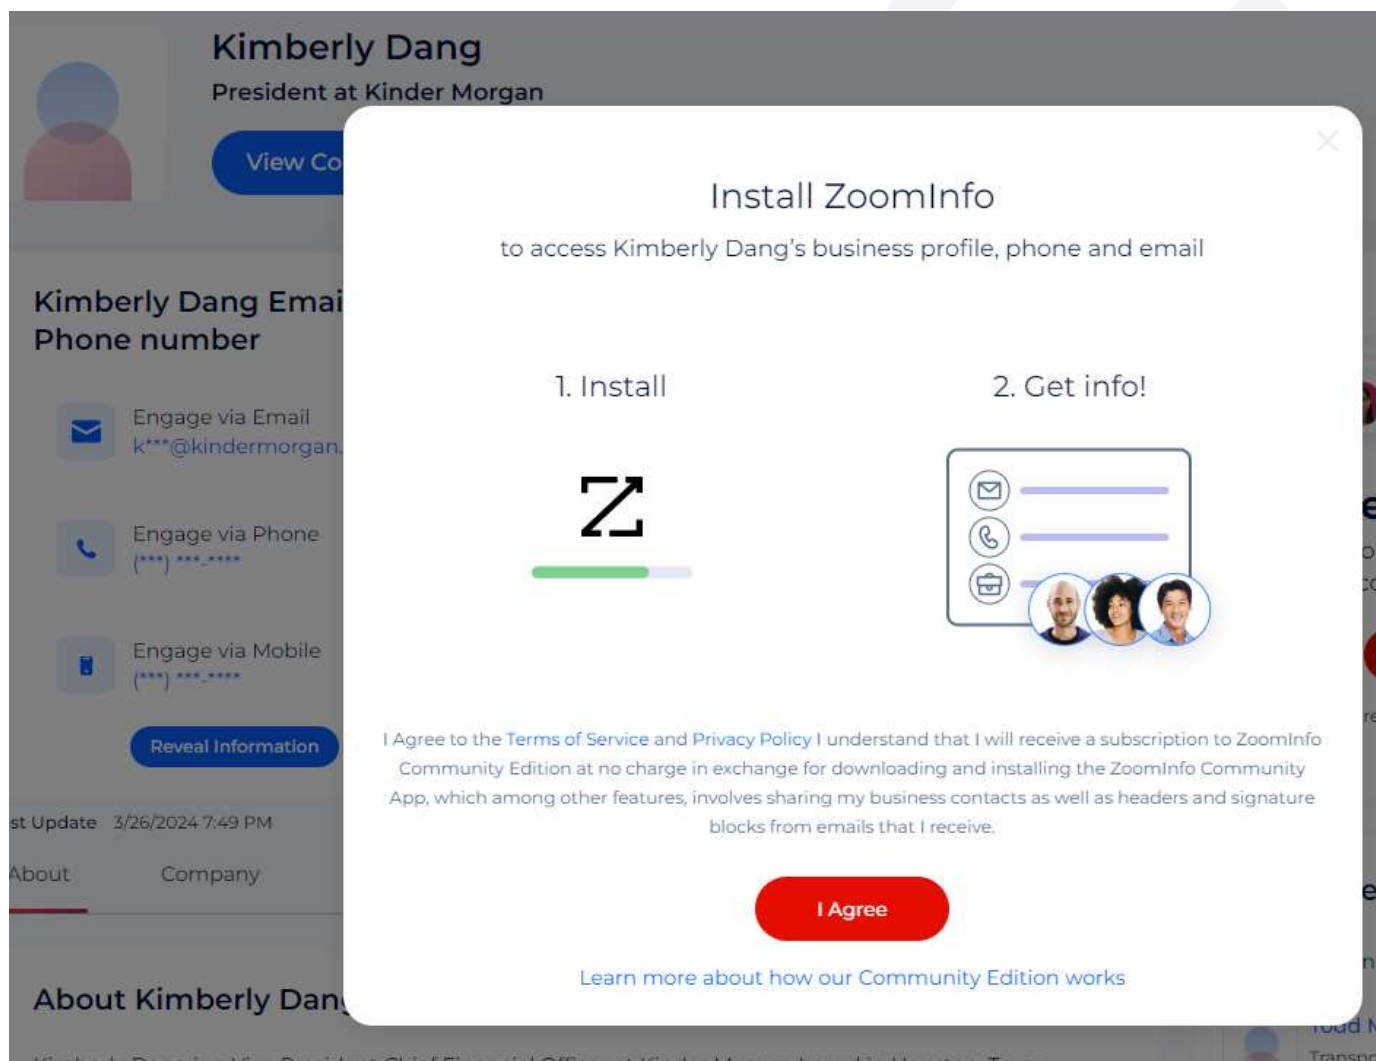 Kimberly Dang
President at Kinder Morgan
View Co
Install ZoomInfo
to access Kimberly Dang's business profile, phone and email
Kimberly Dang Emai
Phone number
1. Install
2. Get info!
Engage via Email
k***@kindermorgan.
Engage via Phone
(***) ***-****
Engage via Mobile
(***) ***-****
Reveal Information
I Agree to the Terms of Service and Privacy Policy I understand that I will receive a subscription to ZoomInfo
Community Edition at no charge in exchange for downloading and installing the ZoomInfo Community
App, which among other features, involves sharing my business contacts as well as headers and signature
blocks from emails that I receive.
st Update 3/26/2024 7:49 PM
About
Company
I Agree
Learn more about how our Community Edition works
About Kimberly Dang